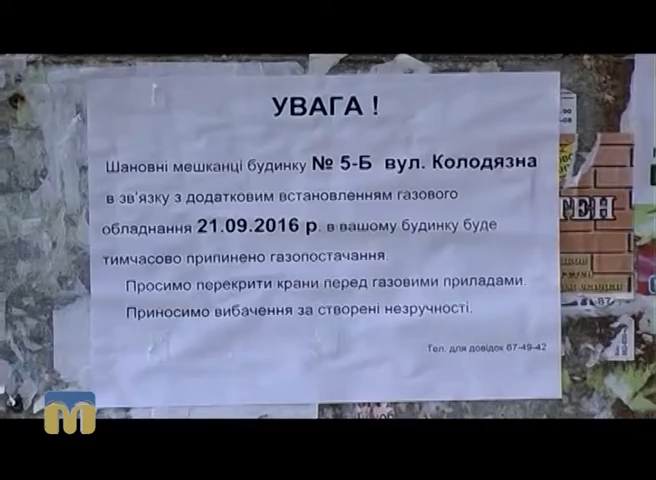 УВАГА !
Шановні мешканці будинку № 5-Б вул. Колодязна
в зв'язку з додатковим встановленням газового
обладнання 21.09.2016 р. в вашому будинку буде
тимчасово припинено газопостачання.
Просимо перекрити крани перед газовими приладами.
Приносимо вибачення за створені незручності.
Тел. для довідок 67-49-42
ТЕН
М